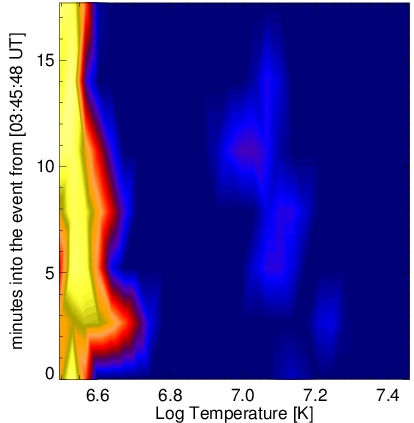 minutes into the event from [03:45:48 UT]
15
10
5
0
6.6 6.8 7.0 7.2 7.4
Log Temperature [K]